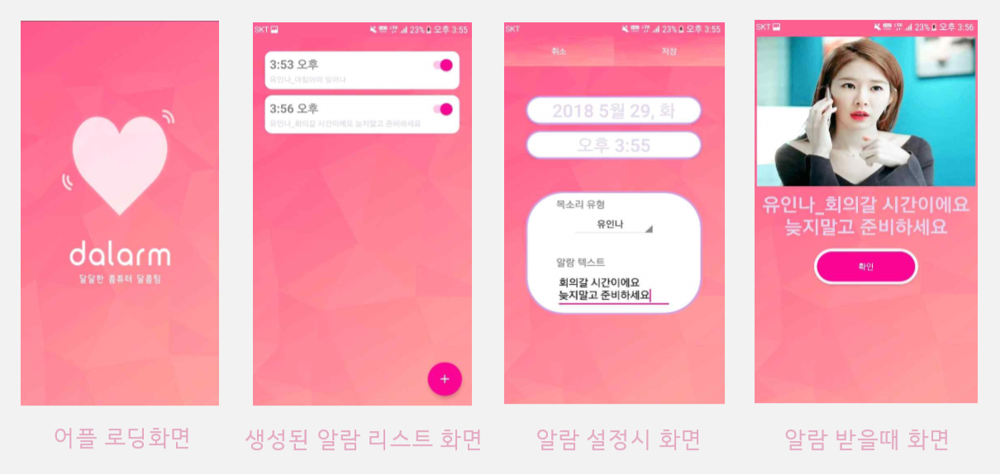 dalarm
달달한 콤퓨터 달콤팀
어플 로딩화면
SKT 23% 오후 3:55
3:53 오후
유인나_아침이야 일어나
3:56 오후
유인나_회의갈 시간이에요 늦지말고 준비하세요
+
생성된 알람 리스트 화면
SKT 23% 오후 3:55
취소 저장
2018 5월 29, 화
오후 3:55
목소리 유형
유인나
알람 텍스트
회의갈 시간이에요
늦지말고 준비하세요
알람 설정시 화면
SKT 23% 오후 3:56
유인나_회의갈 시간이에요
늦지말고 준비하세요
확인
알람 받을때 화면